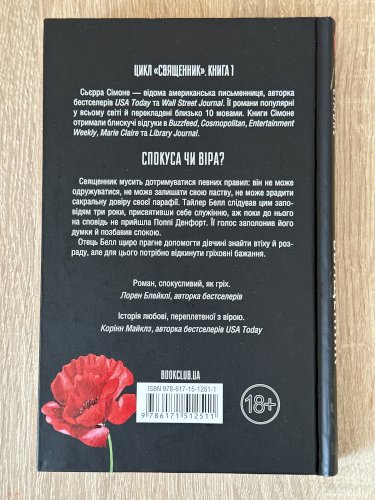 ЦИКЛ «СВЯЩЕННИК». КНИГА 1
Сьєрра Сімоне — відома американська письменниця, авторка
бестселерів USA Today та Wall Street Journal. Її романи популярні
у всьому світі й перекладені близько 10 мовами. Книги Сімоне
отримали блискучі відгуки в Buzzfeed, Cosmopolitan, Entertainment
Weekly, Marie Claire та Library Journal.
СПОКУСА ЧИ ВІРА?
Священник мусить дотримуватися певних правил: він не може
одружуватися, не може залишати свою паству, не може зрадити
сакральну довіру своєї парафії. Тайлер Белл слідував цим запо-
відям три роки, присвятивши себе служінню, аж поки до нього
на сповідь не прийшла Поппі Денфорт. Її голос заполонив його
думки й позбавив спокою.
Отець Белл щиро прагне допомогти дівчині знайти втіху й роз-
раду, але для цього потрібно відкинути гріховні бажання.
Роман, спокусливий, як гріх.
Лорен Блейклі, авторка бестселерів
Історія любові, переплетеної з вірою.
Корінн Майклз, авторка бестселерів USA Today
BOOKCLUB.UA
ISBN 978-617-15-1251-1
9 786171 512511
18+
СВЯЩЕННИК